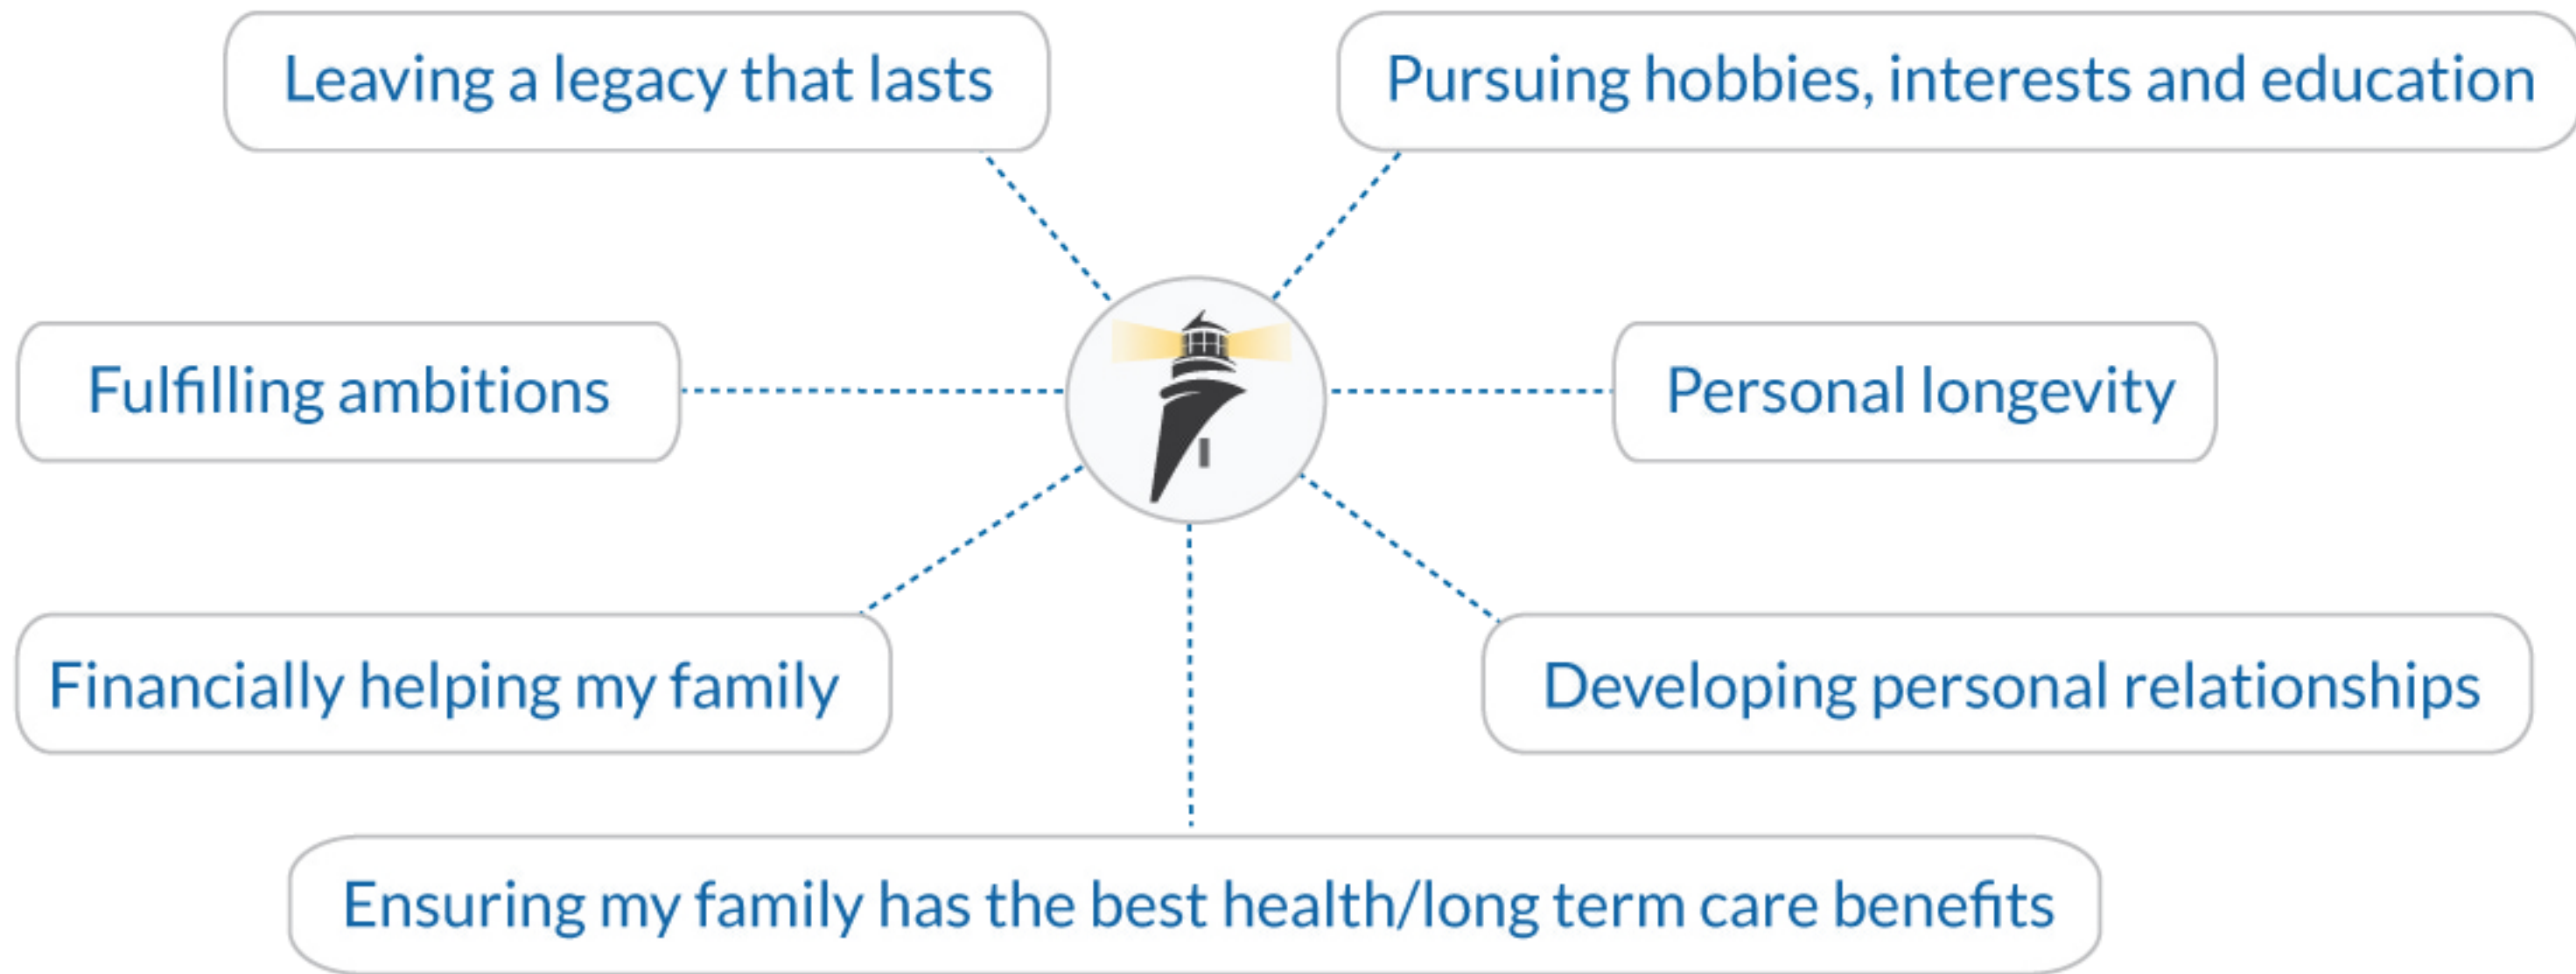 Leaving a legacy that lasts
Pursuing hobbies, interests and education
Fulfilling ambitions
Personal longevity
Financially helping my family
Developing personal relationships
Ensuring my family has the best health/long term care benefits